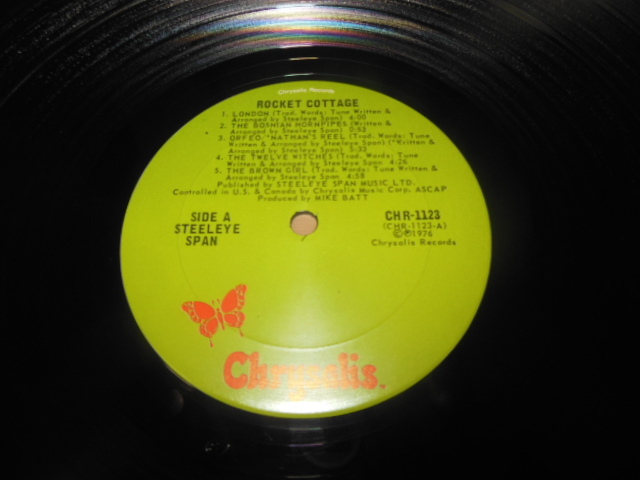 Chrysalis Records
ROCKET COTTAGE
1. LONDON (Trad. Words: Tune Written &
Arranged by Steeleye Span) 6:00
2. THE BOSNIAN HORNPIPES (Written &
Arranged by Steeleye Span) 0:53
3. ORFEO/*NATHAN'S REEL (Trad. Words: Tune
Written & Arranged by Steeleye Span) (*Written &
Arranged by Steeleye Span) 5:33
4. THE TWELVE WITCHES (Trad. Words: Tune
Written & Arranged by Steeleye Span) 4:26
5. THE BROWN GIRL (Trad. Words: Tune Written &
Arranged by Steeleye Span) 4:58
Published by STEELEYE SPAN MUSIC LTD.
Controlled in U.S. & Canada by Chrysalis Music Corp. ASCAP
Produced by MIKE BATT
SIDE A
STEELEYE
SPAN
CHR-1123
(CHR-1123-A)
©℗1976
Chrysalis Records
Chrysalis